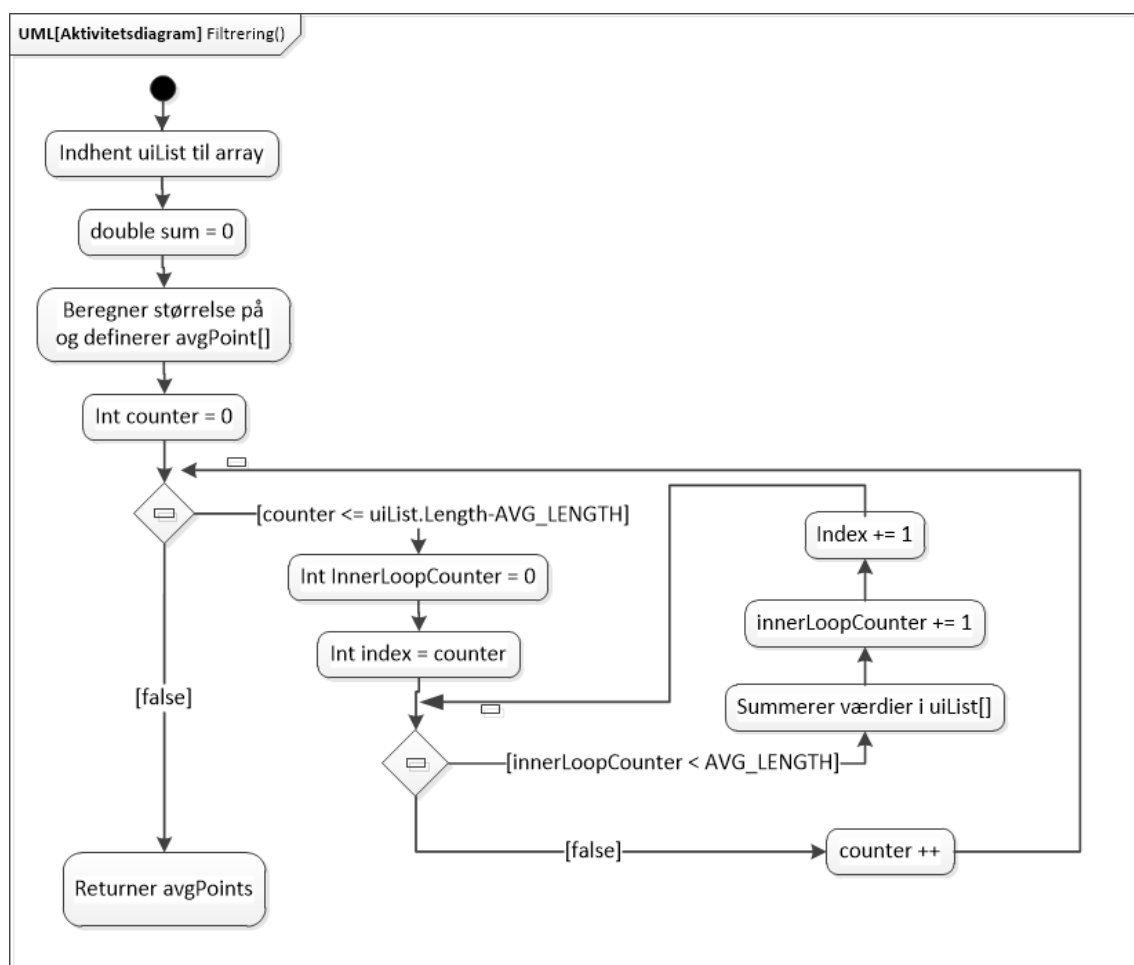 UML[Aktivitetsdiagram] Filtrering()
Indhent uiList til array
double sum = 0
Beregner størrelse på
og definerer avgPoint[]
Int counter = 0
[counter <= uiList.Length-AVG_LENGTH]
Int InnerLoopCounter = 0
Int index = counter
[innerLoopCounter < AVG_LENGTH]
Summerer værdier i uiList[]
innerLoopCounter += 1
Index += 1
[false]
counter ++
[false]
Returner avgPoints